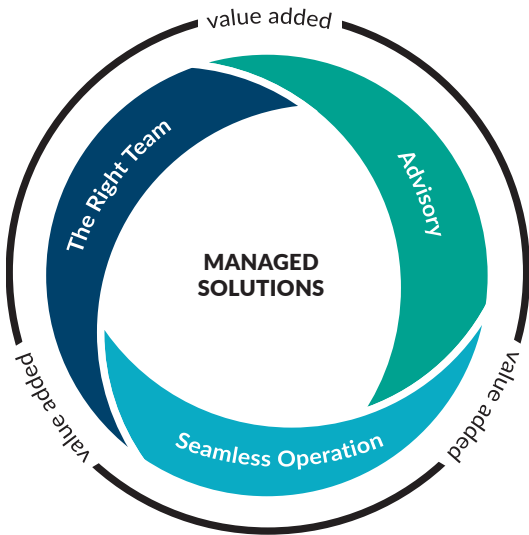 value added
The Right Team
Advisory
MANAGED
SOLUTIONS
value added
value added
Seamless Operation